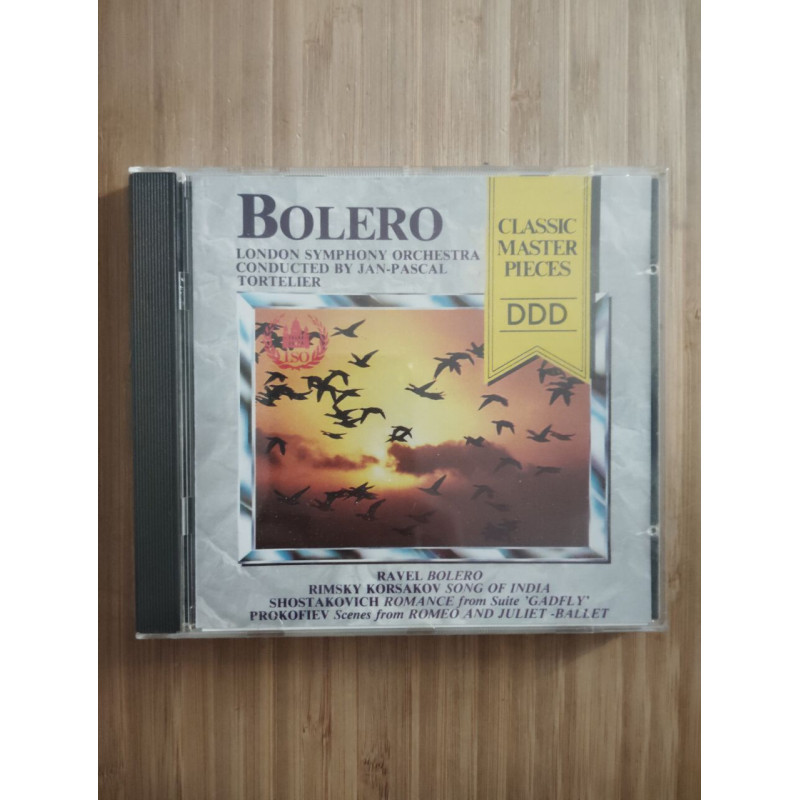 BOLERO
LONDON SYMPHONY ORCHESTRA
CONDUCTED BY JAN-PASCAL
TORTELIER
CLASSIC
MASTER
PIECES
DDD
LSO
RAVEL BOLERO
RIMSKY KORSAKOV SONG OF INDIA
SHOSTAKOVICH ROMANCE from Suite 'GADFLY'
PROKOFIEV Scenes from ROMEO AND JULIET -BALLET